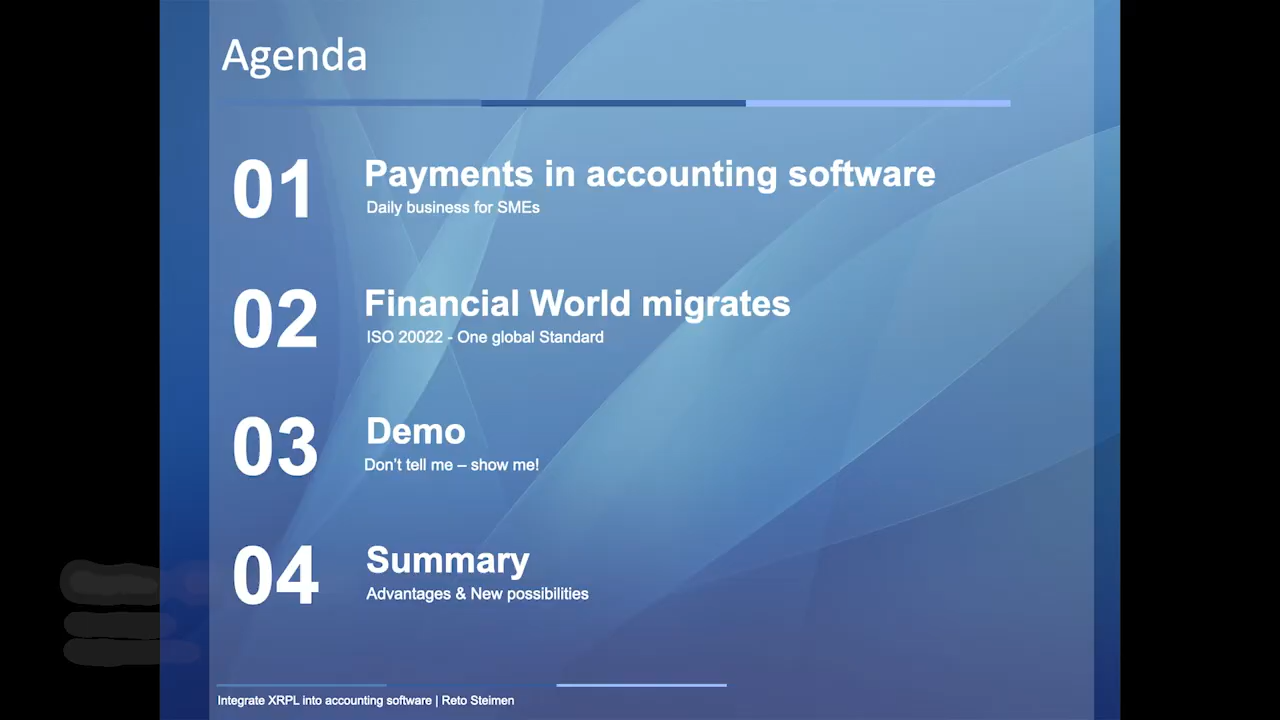 Agenda
01
Payments in accounting software
Daily business for SMEs
02
Financial World migrates
ISO 20022 - One global Standard
03
Demo
Don't tell me – show me!
04
Summary
Advantages & New possibilities
Integrate XRPL into accounting software | Reto Steimen